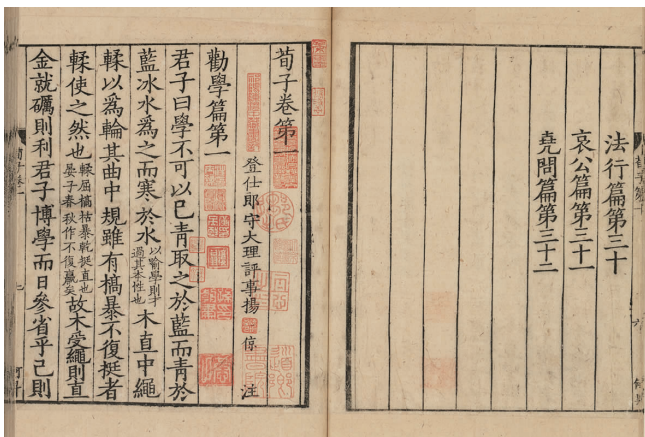 法行篇第三十
哀公篇第三十一
堯問篇第三十二
荀子卷第一
登仕郎守大理評事揚倞注
勸學篇第一
君子曰學不可以已青取之於藍而青於
藍冰水爲之而寒於水以喻學則才過其本性也木直中繩
輮以爲輪其曲中規雖有槁暴不復挺者
輮使之然也輮屈槁枯暴乾挺直也晏子春秋作不復贏矣故木受繩則直
金就礪則利君子博學而日參省乎己則